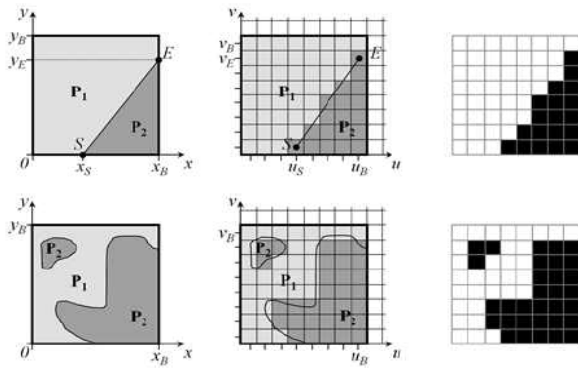 y
y_B
y_E
E
P₁
P₂
S
0
x_S
x_B
x
v
v_B
v_E
E
P₁
P₂
S
u_S
u_B
u
y
y_B
P₂
P₁
P₂
0
x_B
x
v
v_B
P₂
P₁
P₂
u_B
u